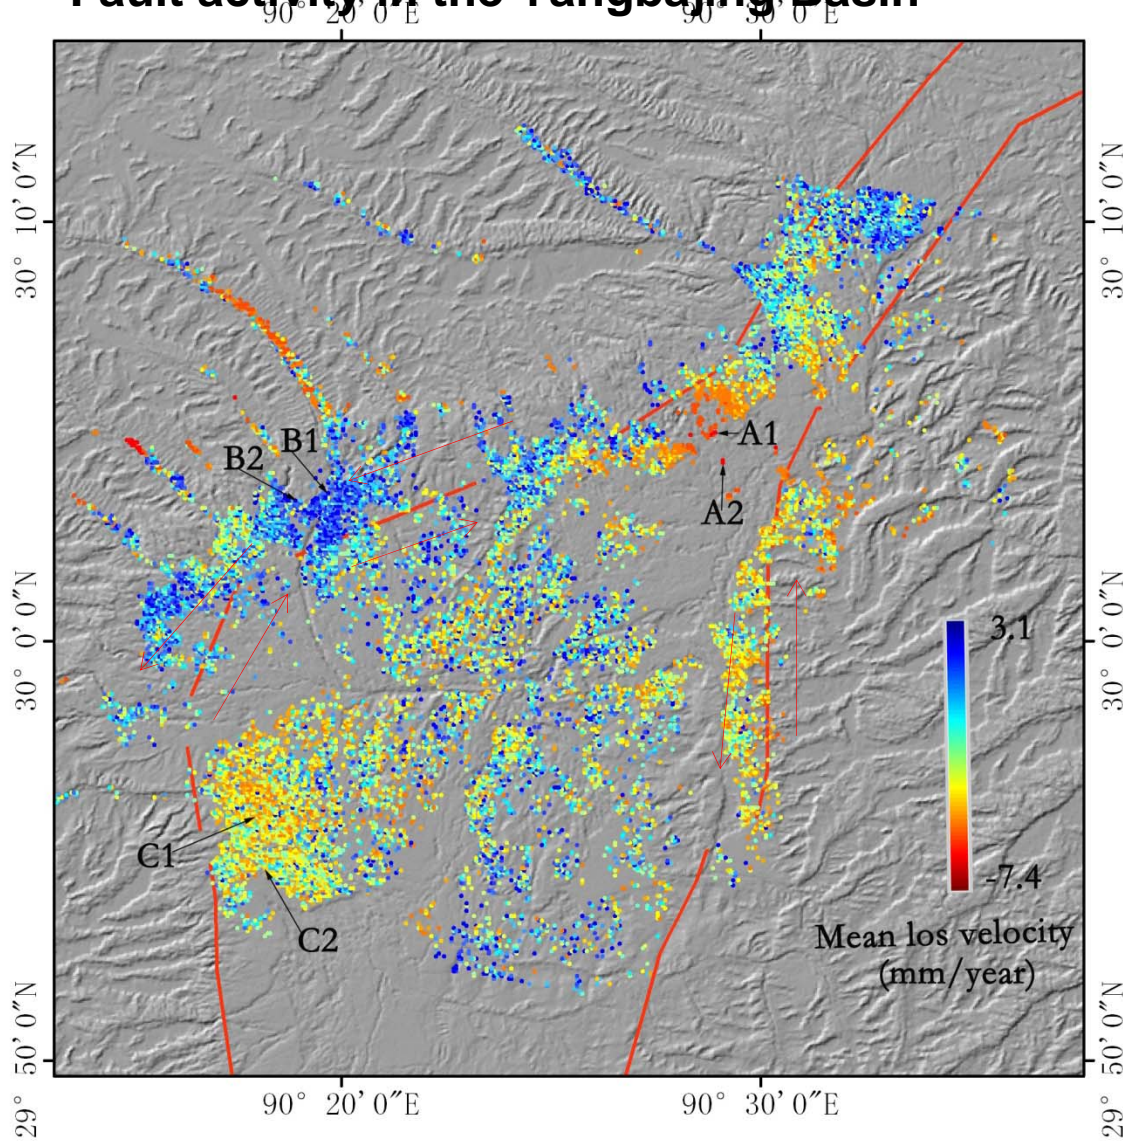 Fault activity in the Yangbajing Basin
90° 20′ 0″E
90° 30′ 0″E
30° 10′ 0″N
30° 10′ 0″N
A1
B1
B2
A2
30° 0′ 0″N
30° 0′ 0″N
3.1
C1
-7.4
C2
Mean los velocity
(mm/year)
29° 50′ 0″N
29° 50′ 0″N
90° 20′ 0″E
90° 30′ 0″E